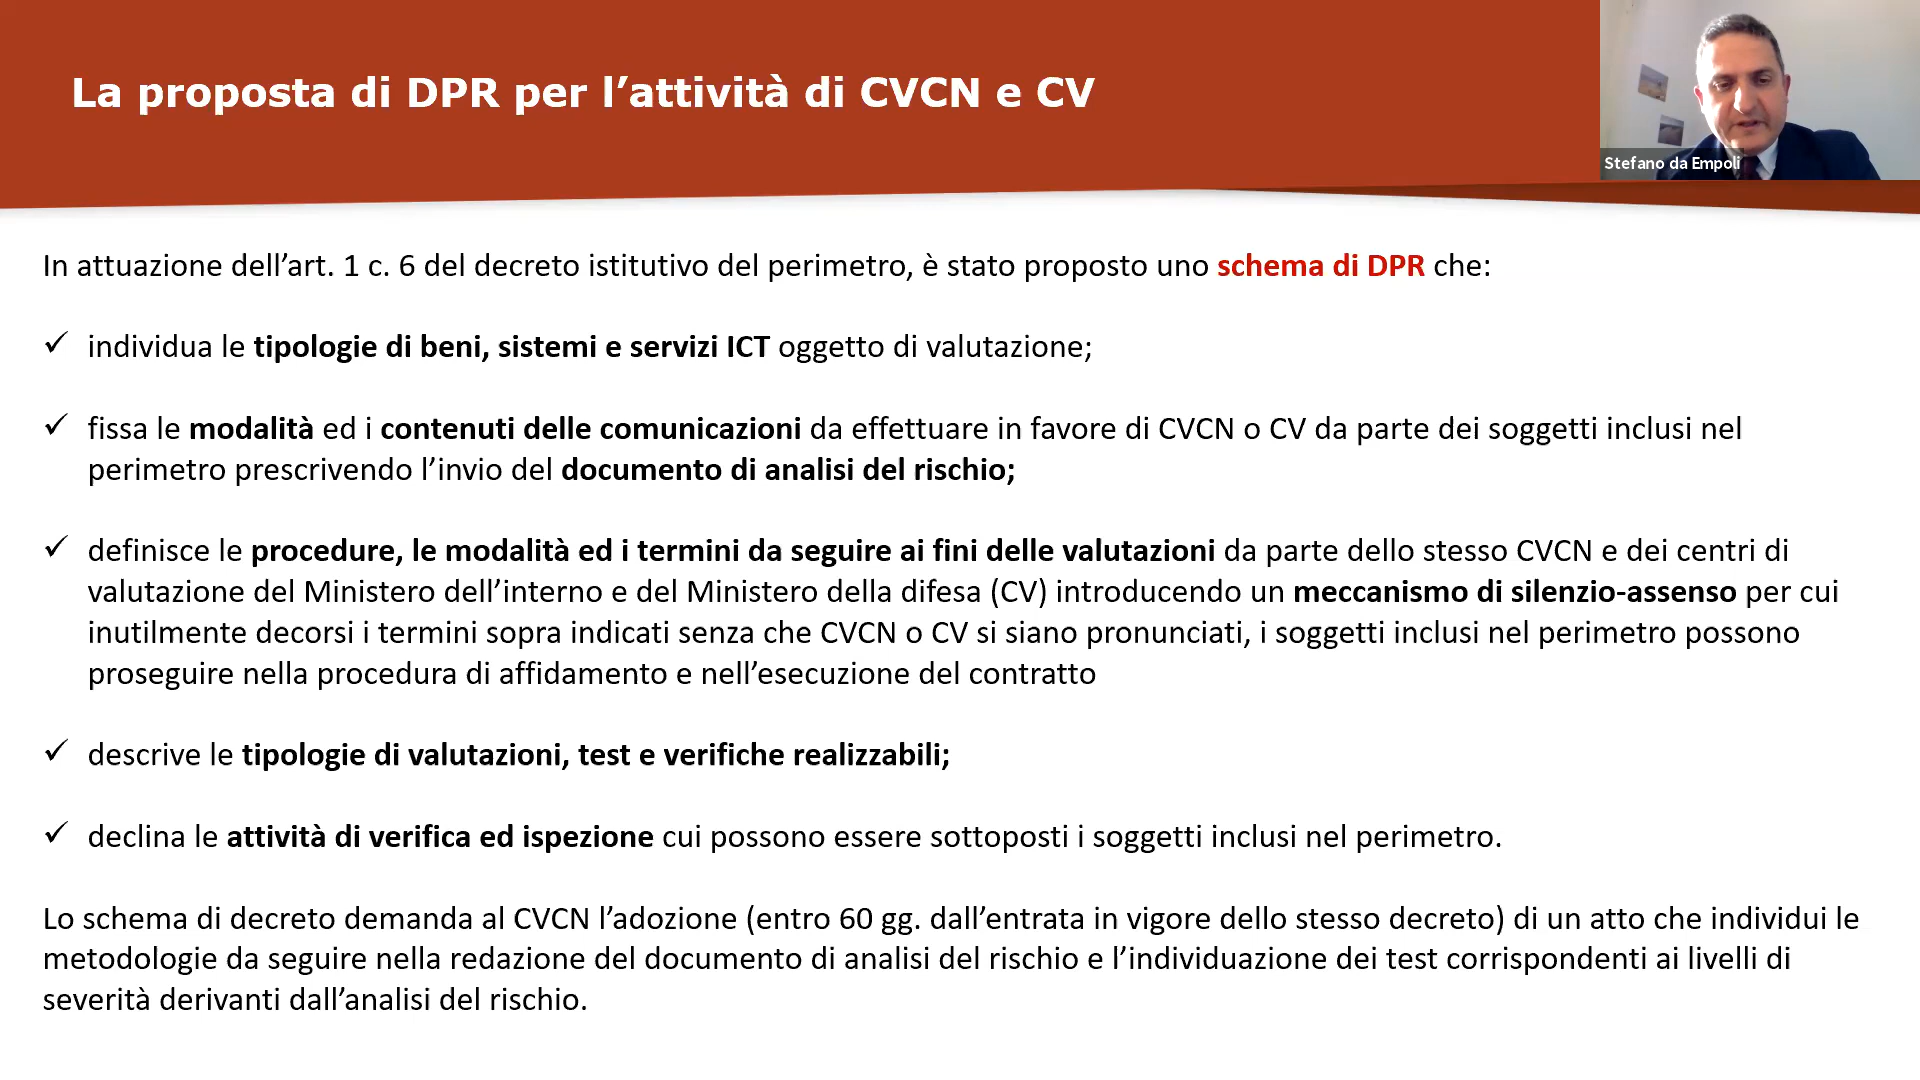 La proposta di DPR per l’attività di CVCN e CV
Stefano da Empoli
In attuazione dell’art. 1 c. 6 del decreto istitutivo del perimetro, è stato proposto uno schema di DPR che:
✓ individua le tipologie di beni, sistemi e servizi ICT oggetto di valutazione;
✓ fissa le modalità ed i contenuti delle comunicazioni da effettuare in favore di CVCN o CV da parte dei soggetti inclusi nel
perimetro prescrivendo l’invio del documento di analisi del rischio;
✓ definisce le procedure, le modalità ed i termini da seguire ai fini delle valutazioni da parte dello stesso CVCN e dei centri di
valutazione del Ministero dell’interno e del Ministero della difesa (CV) introducendo un meccanismo di silenzio-assenso per cui
inutilmente decorsi i termini sopra indicati senza che CVCN o CV si siano pronunciati, i soggetti inclusi nel perimetro possono
proseguire nella procedura di affidamento e nell’esecuzione del contratto
✓ descrive le tipologie di valutazioni, test e verifiche realizzabili;
✓ declina le attività di verifica ed ispezione cui possono essere sottoposti i soggetti inclusi nel perimetro.
Lo schema di decreto demanda al CVCN l’adozione (entro 60 gg. dall’entrata in vigore dello stesso decreto) di un atto che individui le
metodologie da seguire nella redazione del documento di analisi del rischio e l’individuazione dei test corrispondenti ai livelli di
severità derivanti dall’analisi del rischio.